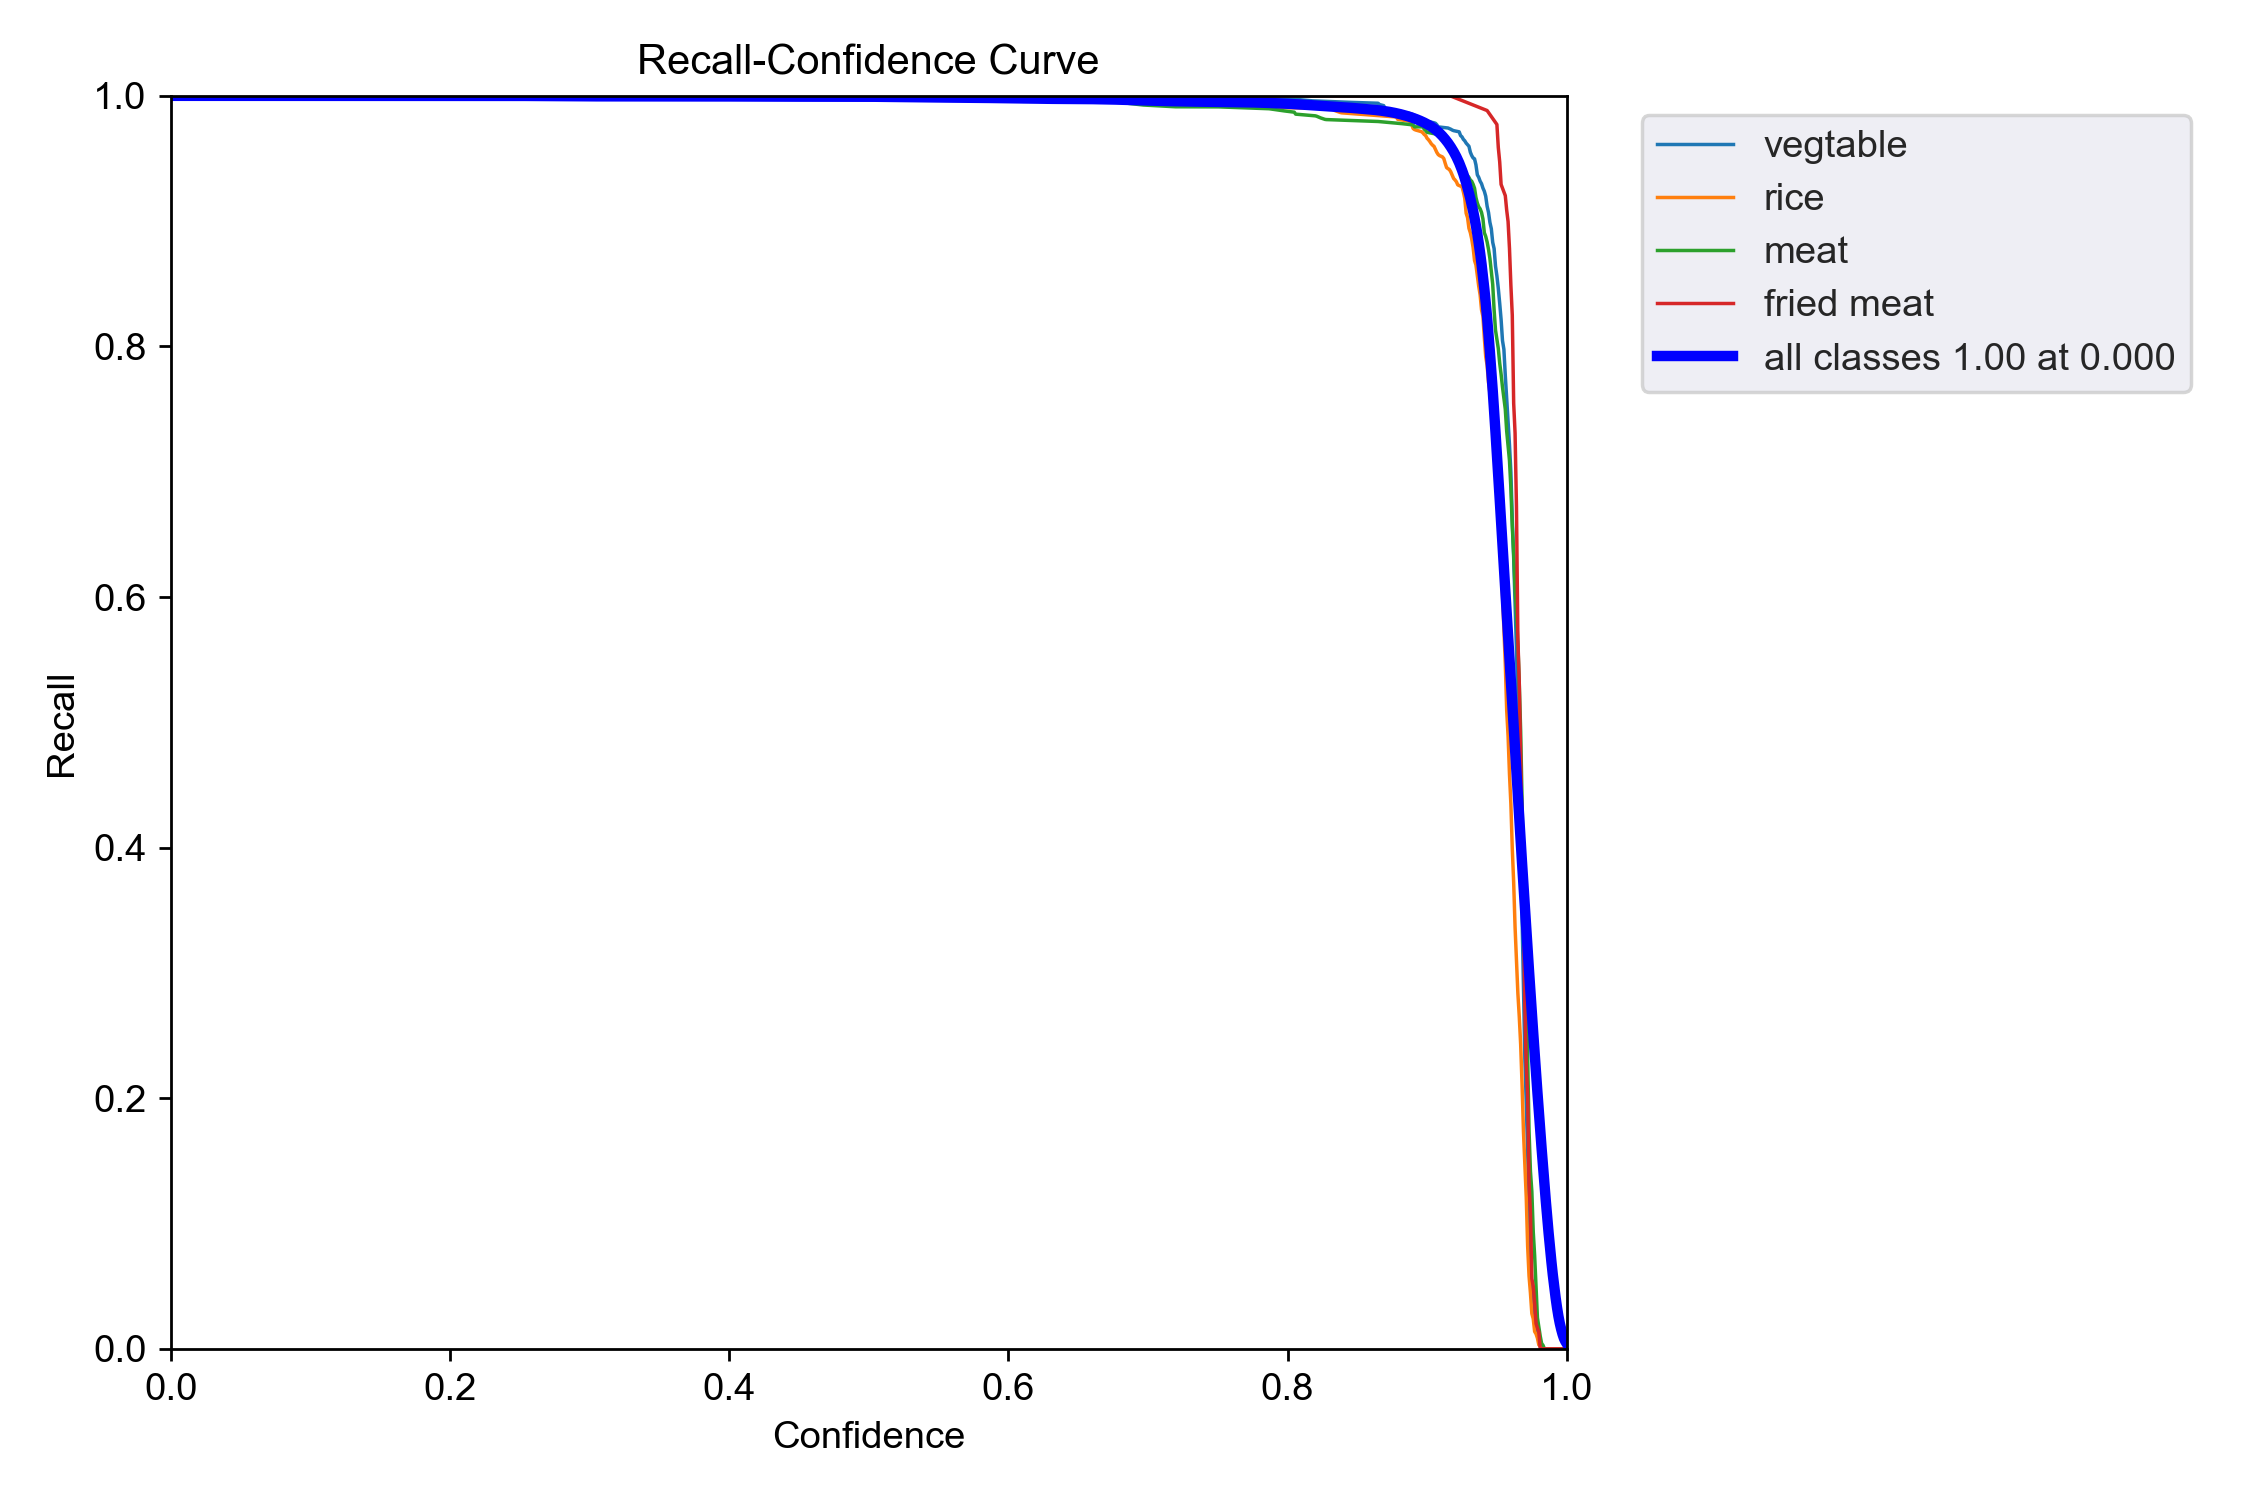 Recall-Confidence Curve
1.0
0.8
0.6
0.4
0.2
0.0
Recall
0.0 0.2 0.4 0.6 0.8 1.0
Confidence
vegtable
rice
meat
fried meat
all classes 1.00 at 0.000